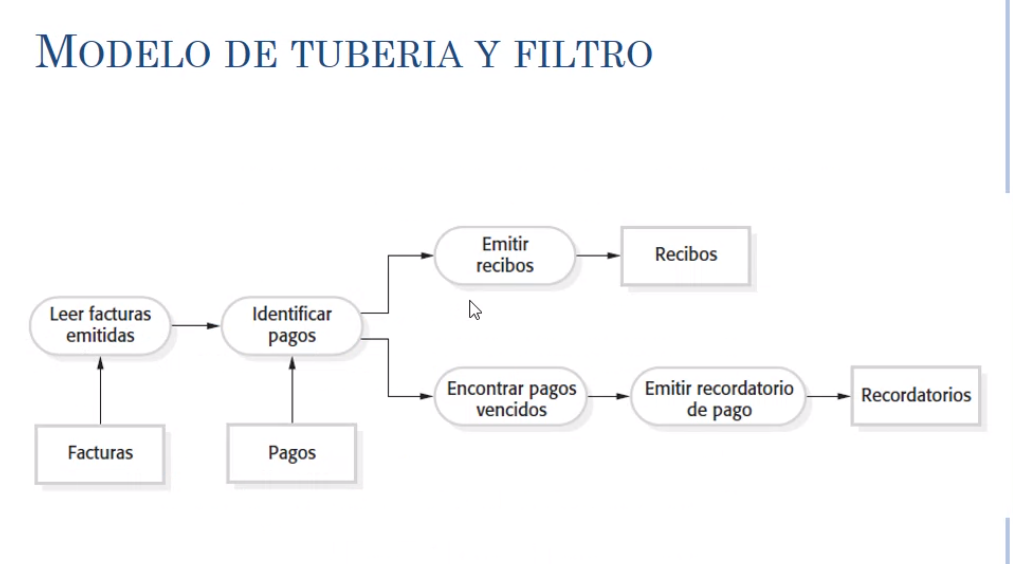 MODELO DE TUBERIA Y FILTRO
Emitir
recibos
Recibos
Leer facturas
emitidas
Identificar
pagos
Encontrar pagos
vencidos
Emitir recordatorio
de pago
Recordatorios
Facturas
Pagos